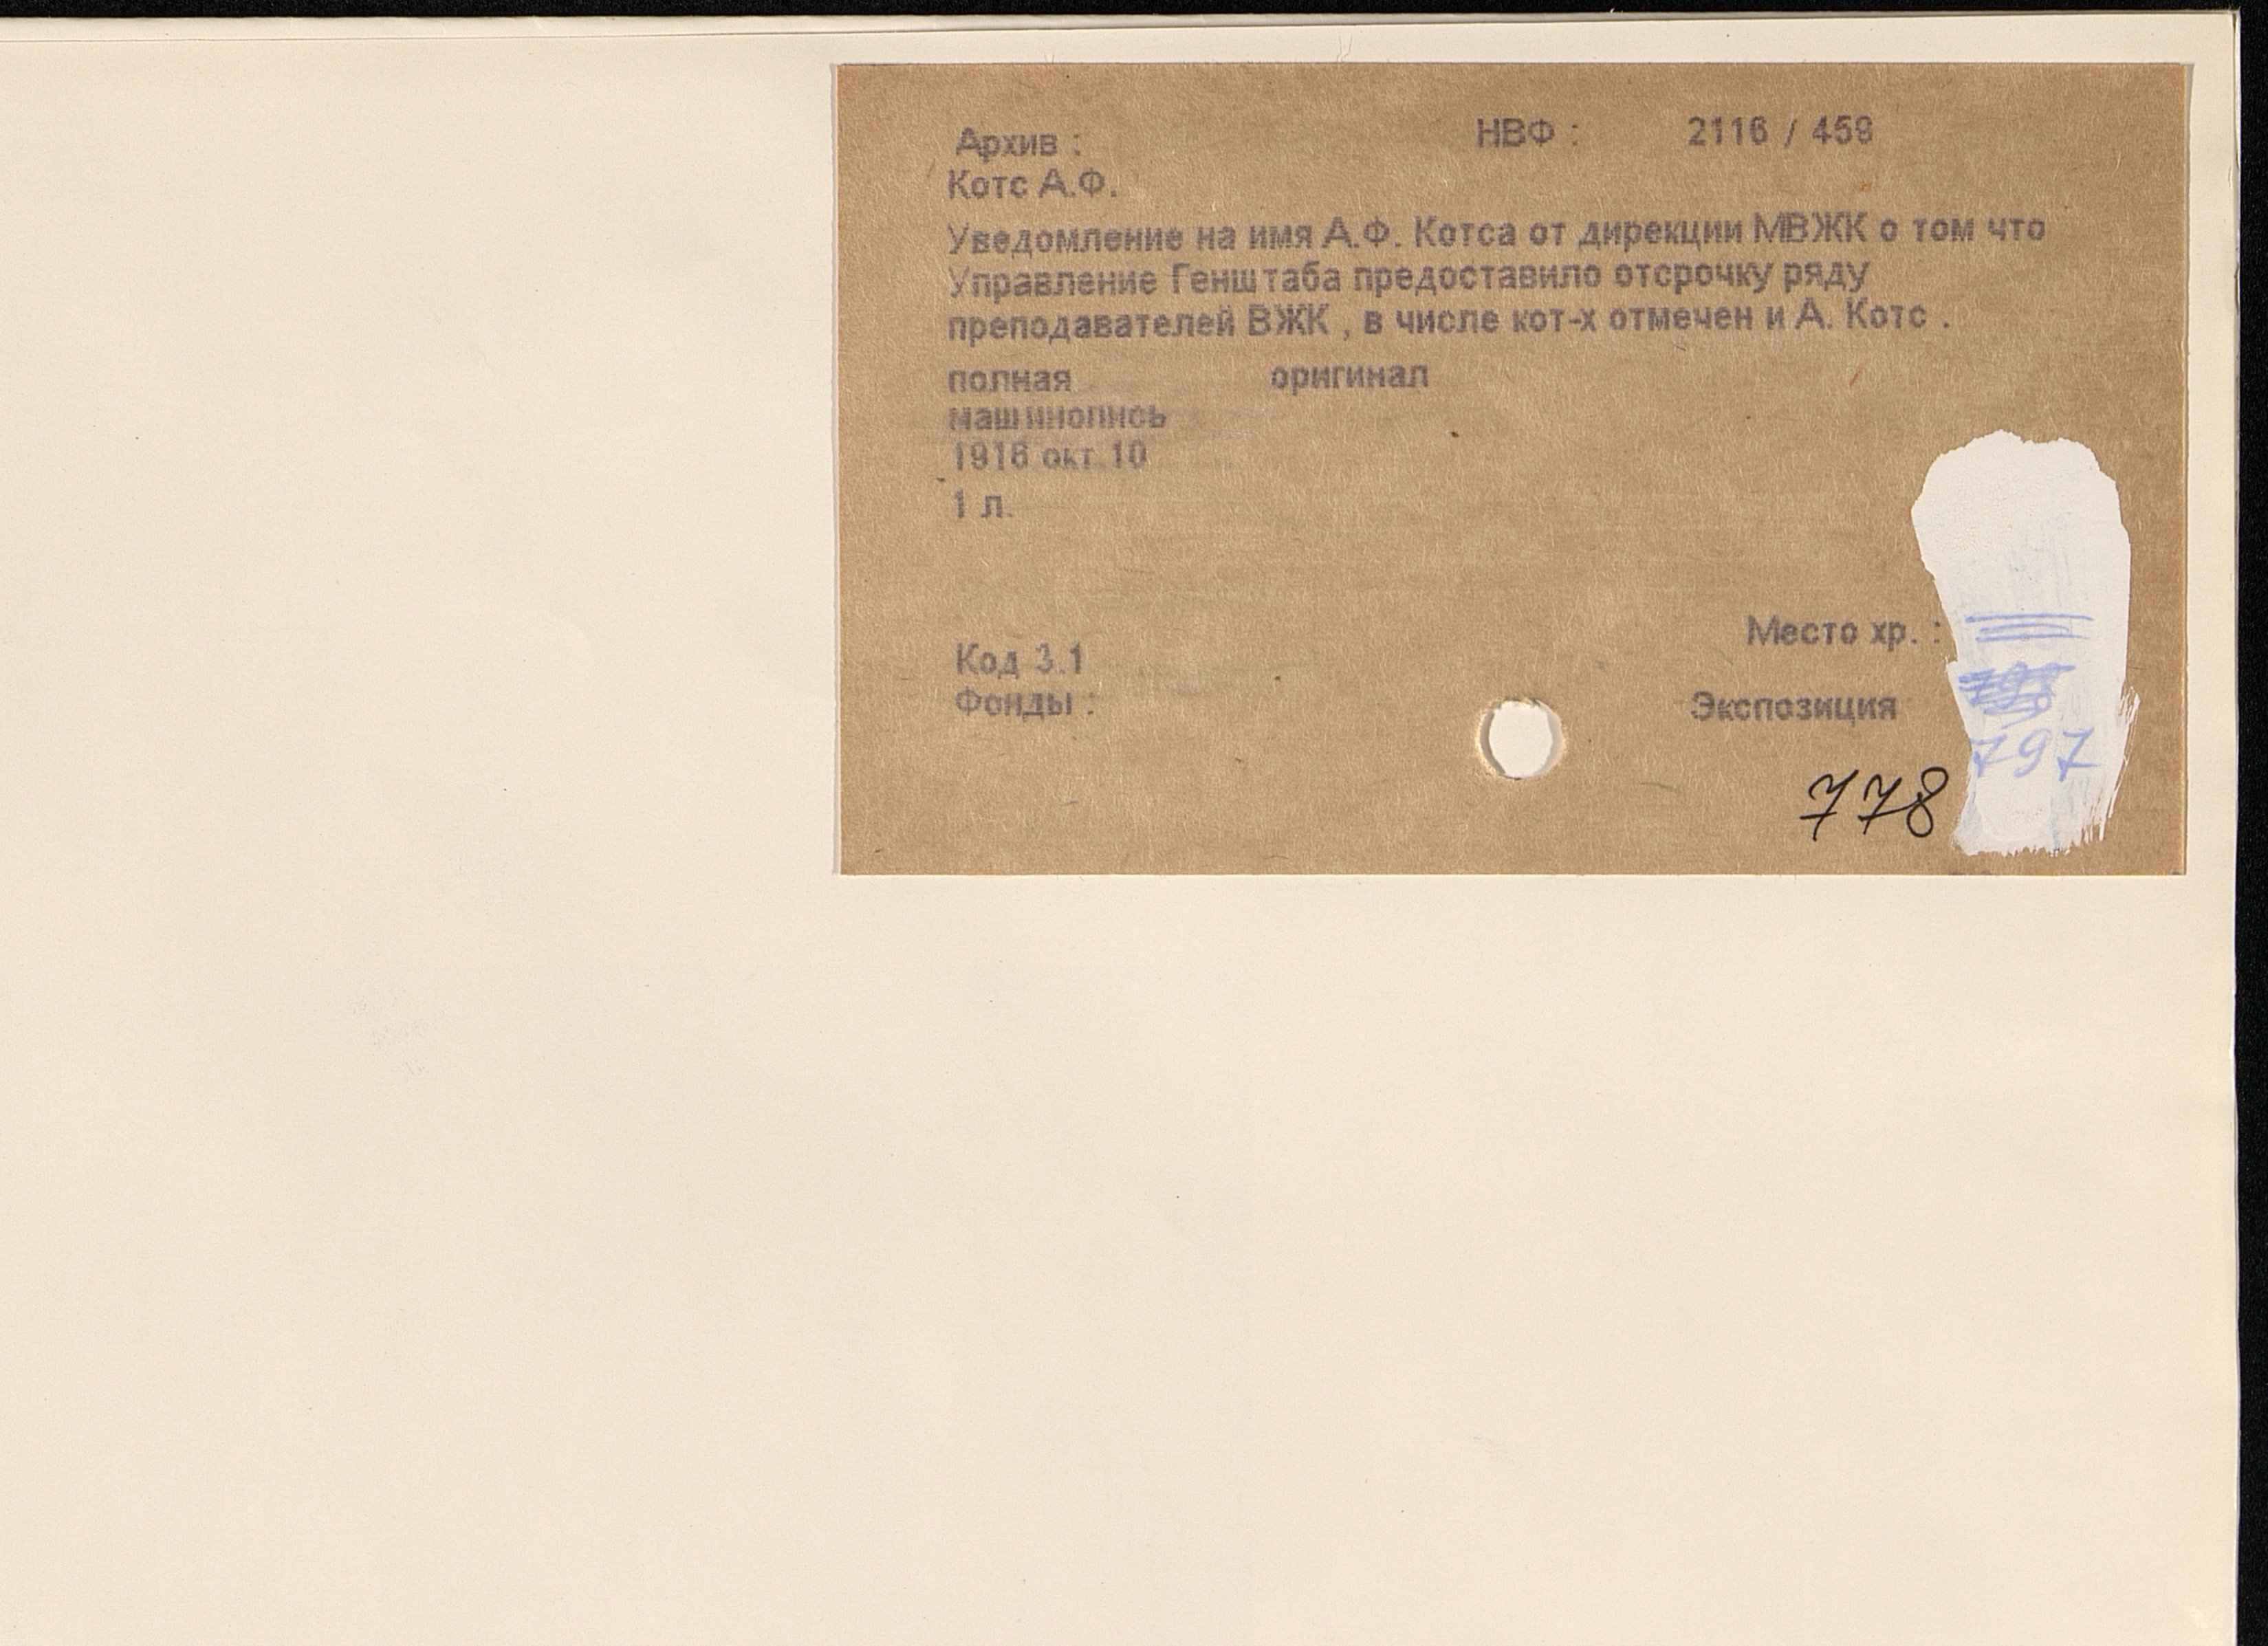 Архив :
НВФ : 2116 / 459
Котс А.Ф.
Уведомление на имя А.Ф. Котса от дирекции МВЖК о том что
Управление Генштаба предоставило отсрочку ряду
преподавателей ВЖК , в числе кот-х отмечен и А. Котс .
полная оригинал
машинопись
1916 окт 10
1 л.
Место хр. :
Код 3.1
Фонды :
Экспозиция
797
778